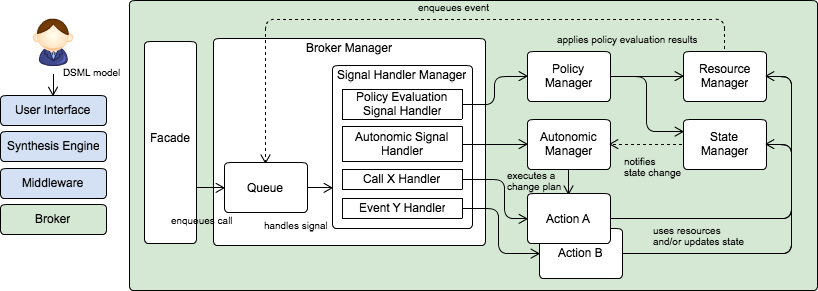 DSML model
User Interface
Synthesis Engine
Middleware
Broker
enqueues event
Facade
enqueues call
Broker Manager
Queue
handles signal
Signal Handler Manager
Policy Evaluation
Signal Handler
Autonomic Signal
Handler
Call X Handler
Event Y Handler
applies policy evaluation results
Policy
Manager
Resource
Manager
Autonomic
Manager
State
Manager
notifies
state change
executes a
change plan
Action A
Action B
uses resources
and/or updates state